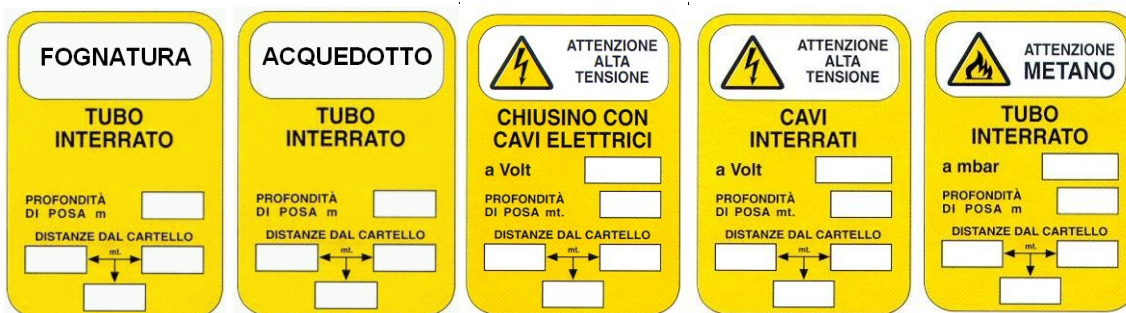 FOGNATURA
TUBO
INTERRATO
PROFONDITÀ
DI POSA m
DISTANZE DAL CARTELLO
mt.
ACQUEDOTTO
TUBO
INTERRATO
PROFONDITÀ
DI POSA m
DISTANZE DAL CARTELLO
mt.
ATTENZIONE
ALTA
TENSIONE
CHIUSINO CON
CAVI ELETTRICI
a Volt
PROFONDITÀ
DI POSA mt.
DISTANZE DAL CARTELLO
mt.
ATTENZIONE
ALTA
TENSIONE
CAVI
INTERRATI
a Volt
PROFONDITÀ
DI POSA mt.
DISTANZE DAL CARTELLO
mt.
ATTENZIONE
METANO
TUBO
INTERRATO
a mbar
PROFONDITÀ
DI POSA m
DISTANZE DAL CARTELLO
mt.